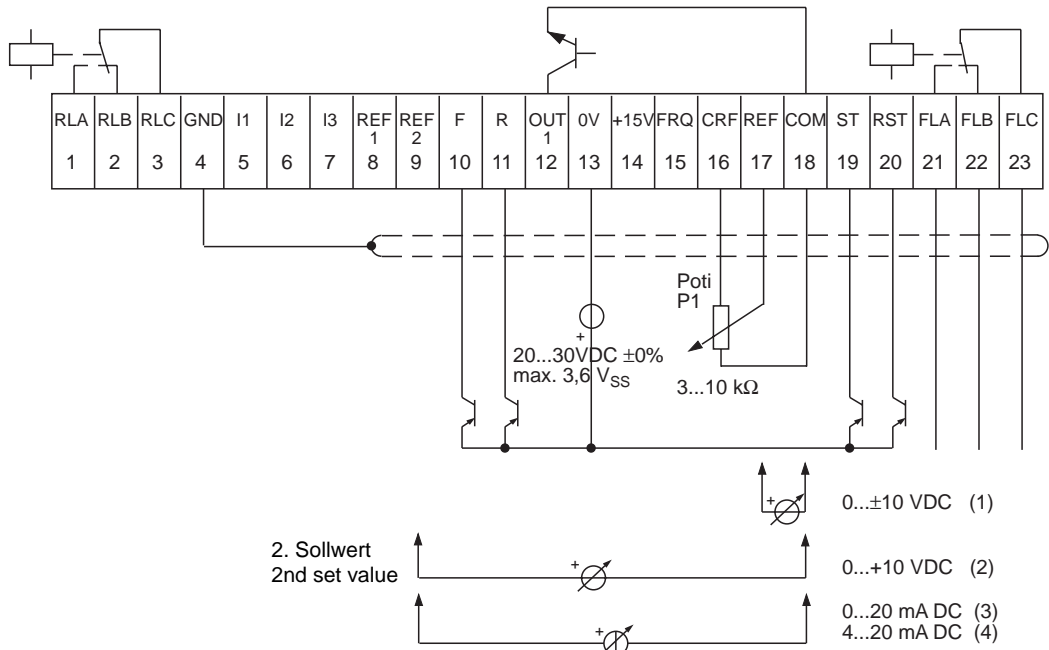 RLA RLB RLC GND I1 I2 I3 REF 1 REF 2 F R OUT 1 0V +15V FRQ CRF REF COM ST RST FLA FLB FLC
1 2 3 4 5 6 7 8 9 10 11 12 13 14 15 16 17 18 19 20 21 22 23
Poti
P1
+
20...30VDC ±0%
max. 3,6 VSS
3...10 kΩ
+
0...±10 VDC (1)
2. Sollwert
2nd set value
+
0...+10 VDC (2)
0...20 mA DC (3)
+
4...20 mA DC (4)